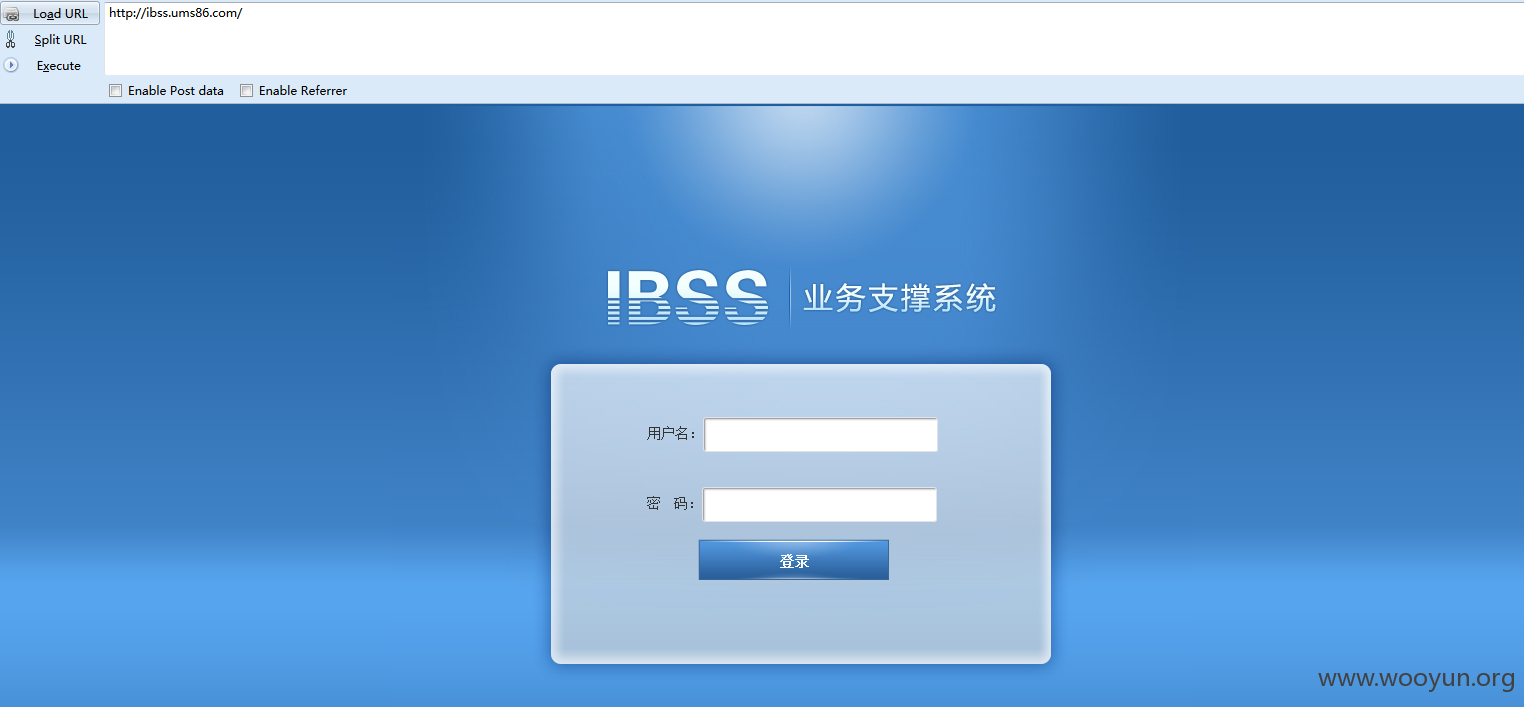 Load URL
http://ibss.ums86.com/
Split URL
Execute
Enable Post data
Enable Referrer
IBSS 业务支撑系统
用户名：
密 码：
登录
www.wooyun.org